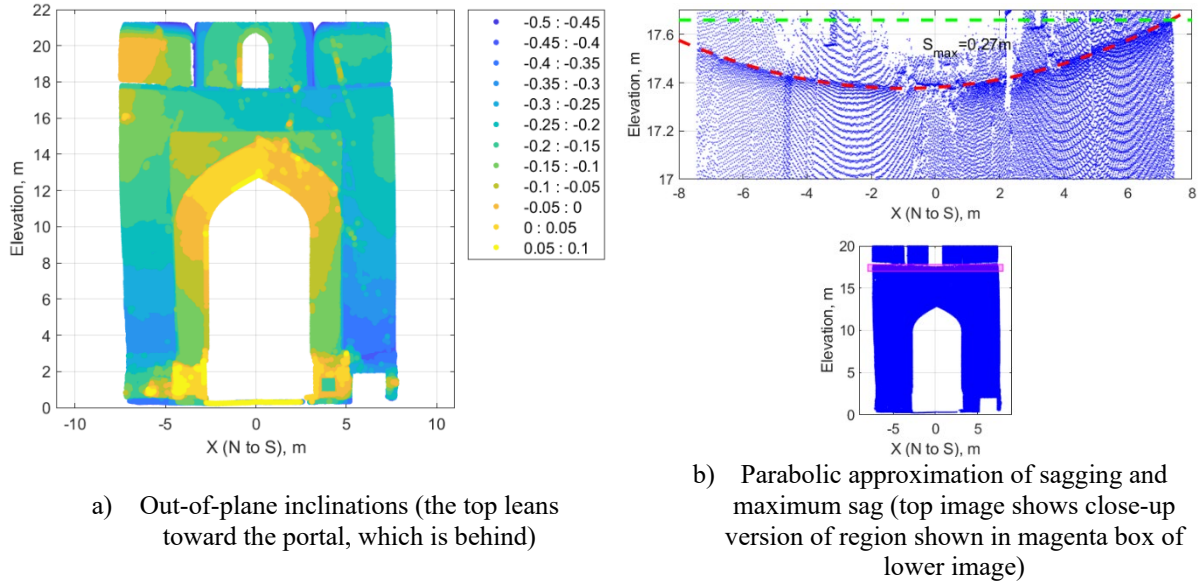 22
20
18
16
14
12
10
8
6
4
2
0
Elevation, m
-10 -5 0 5 10
X (N to S), m
-0.5 : -0.45
-0.45 : -0.4
-0.4 : -0.35
-0.35 : -0.3
-0.3 : -0.25
-0.25 : -0.2
-0.2 : -0.15
-0.15 : -0.1
-0.1 : -0.05
-0.05 : 0
0 : 0.05
0.05 : 0.1
a) Out-of-plane inclinations (the top leans
toward the portal, which is behind)
17.6
17.4
17.2
17
Elevation, m
Smax=0,27m
-8 -6 -4 -2 0 2 4 6 8
X (N to S), m
20
15
10
5
0
Elevation, m
-5 0 5
X (N to S), m
b) Parabolic approximation of sagging and
maximum sag (top image shows close-up
version of region shown in magenta box of
lower image)